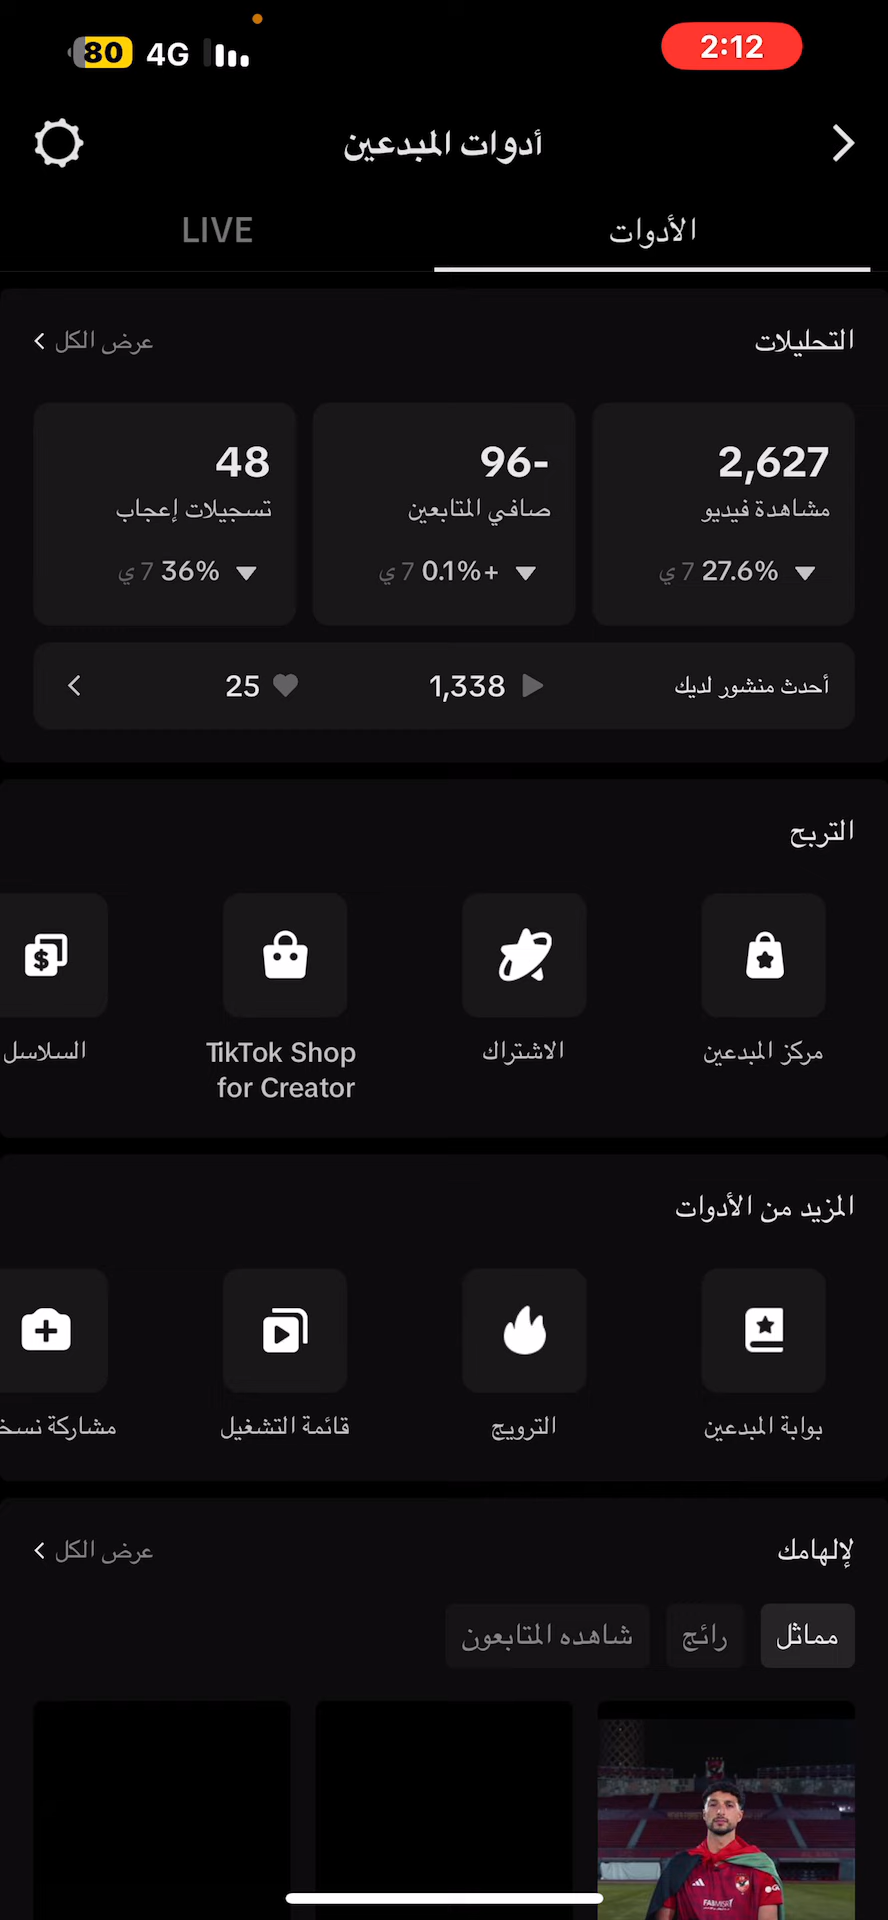 80 4G 2:12
أدوات المبدعين
الأدوات LIVE
التحليلات عرض الكل
2,627 -96 48
مشاهدة فيديو صافي المتابعين تسجيلات إعجاب
27.6% 7 ي +0.1% 7 ي 36% 7 ي
أحدث منشور لديك 1,338 25
التربح
مركز المبدعين الاشتراك TikTok Shop السلاسل
for Creator
المزيد من الأدوات
بوابة المبدعين الترويج قائمة التشغيل مشاركة نسخ
لإلهامك عرض الكل
مماثل رائج شاهده المتابعون